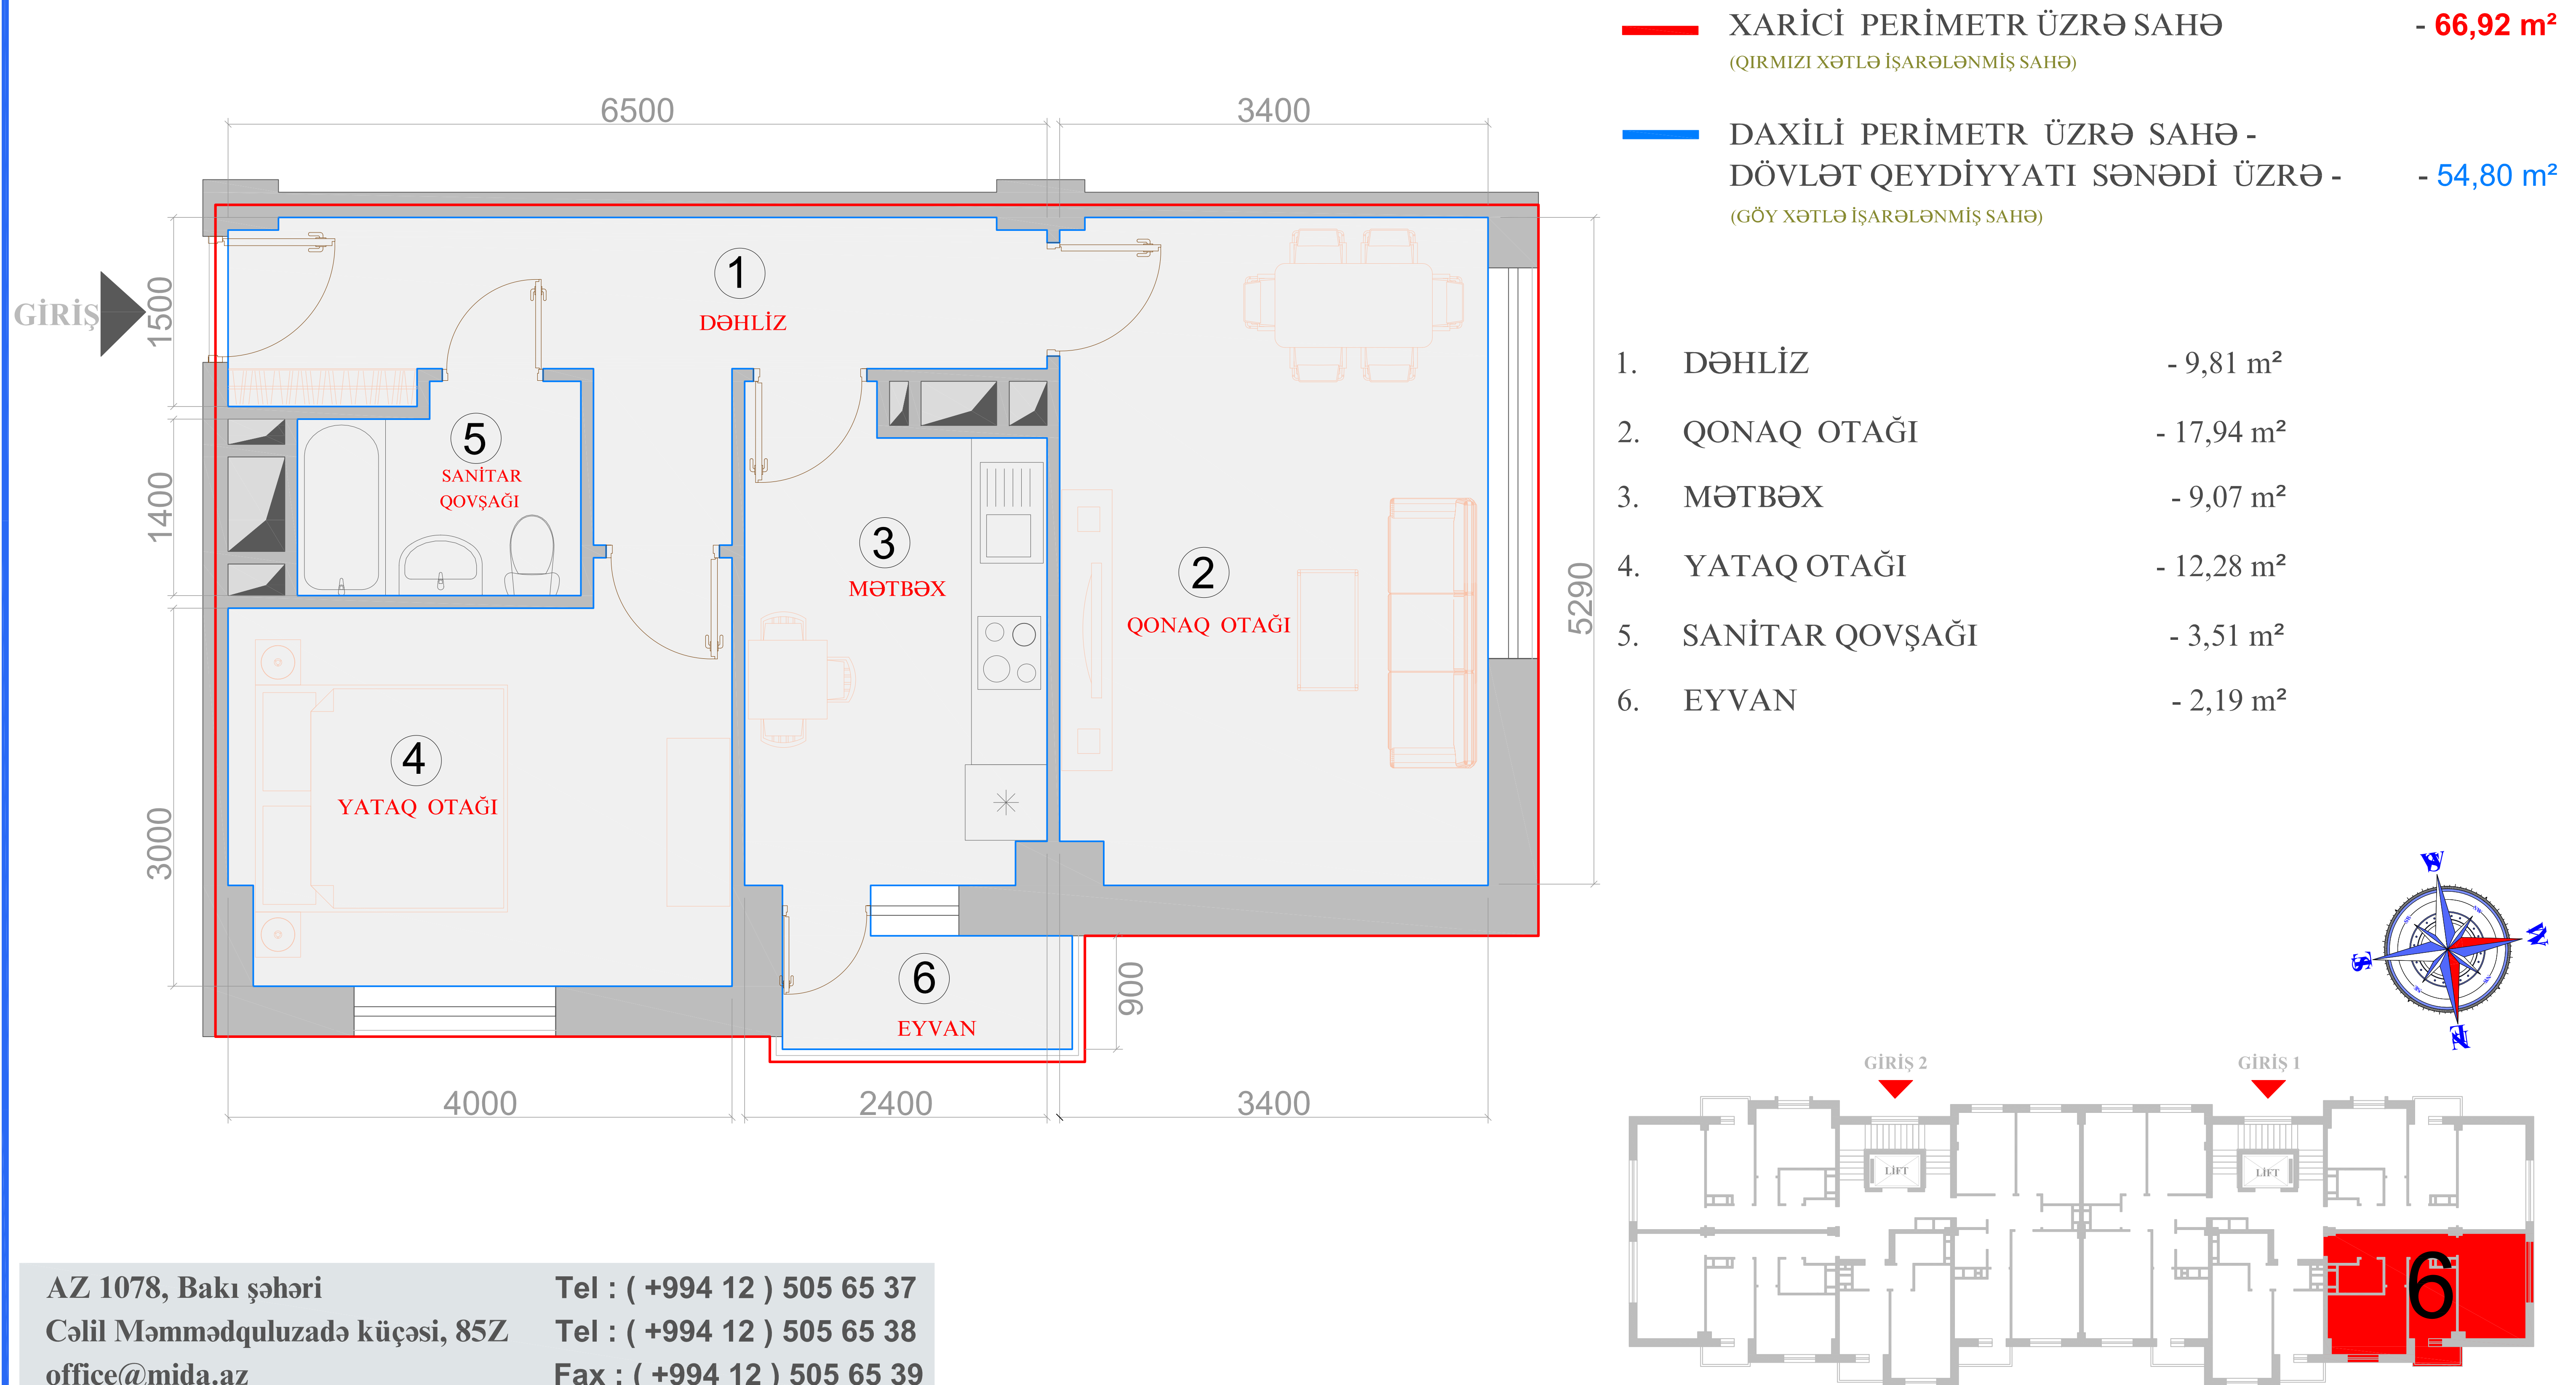 XARİCİ PERİMETR ÜZRƏ SAHƏ - 66,92 m²
(QIRMIZI XƏTLƏ İŞARƏLƏNMİŞ SAHƏ)
DAXİLİ PERİMETR ÜZRƏ SAHƏ -
DÖVLƏT QEYDİYYATI SƏNƏDİ ÜZRƏ - - 54,80 m²
(GÖY XƏTLƏ İŞARƏLƏNMİŞ SAHƏ)
6500
3400
GİRİŞ
1500
1400
3000
5290
900
4000
2400
3400
1
DƏHLİZ
5
SANİTAR
QOVŞAĞI
3
MƏTBƏX
2
QONAQ OTAĞI
4
YATAQ OTAĞI
6
EYVAN
1. DƏHLİZ - 9,81 m²
2. QONAQ OTAĞI - 17,94 m²
3. MƏTBƏX - 9,07 m²
4. YATAQ OTAĞI - 12,28 m²
5. SANİTAR QOVŞAĞI - 3,51 m²
6. EYVAN - 2,19 m²
GİRİŞ 2
GİRİŞ 1
LİFT
LİFT
6
AZ 1078, Bakı şəhəri
Cəlil Məmmədquluzadə küçəsi, 85Z
office@mida.az
Tel : ( +994 12 ) 505 65 37
Tel : ( +994 12 ) 505 65 38
Fax : ( +994 12 ) 505 65 39